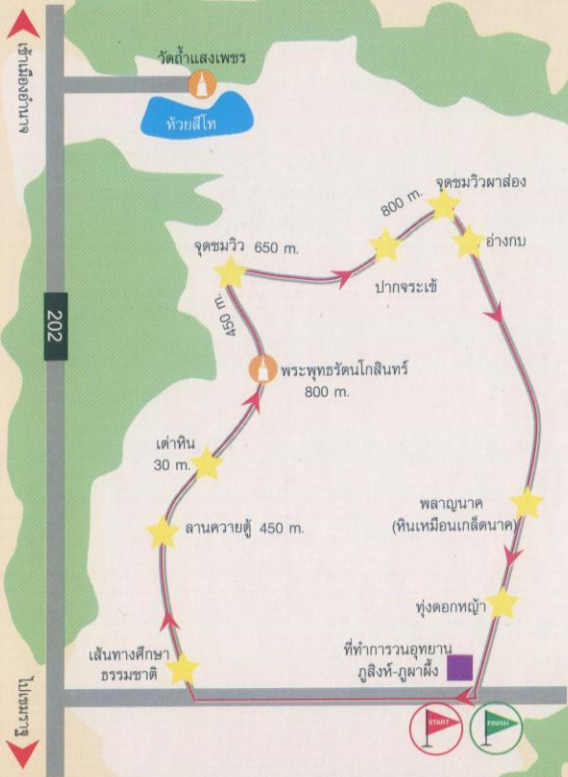 เข้าเมืองอำนาจ
วัดถ้ำแสงเพชร
ห้วยสีโท
จุดชมวิวผาส่อง
800 m.
อ่างกบ
จุดชมวิว 650 m.
ปากจระเข้
450 m.
202
พระพุทธรัตนโกสินทร์
800 m.
เต่าหิน
30 m.
ลานควายตู้ 450 m.
พลาญนาค
(หินเหมือนเกล็ดนาค)
ทุ่งดอกหญ้า
เส้นทางศึกษา
ธรรมชาติ
ที่ทำการวนอุทยาน
ภูสิงห์-ภูผาผึ้ง
ไปเขมราฐ
START
FINISH